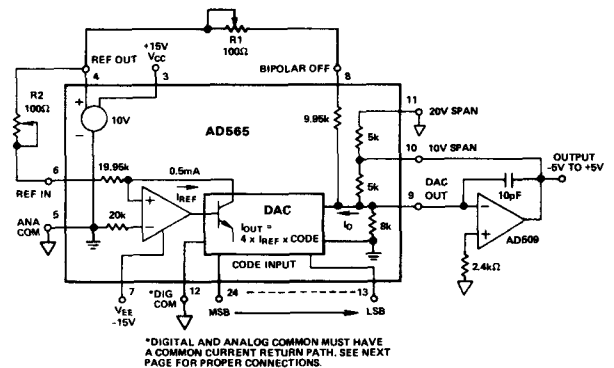 R1
100Ω
REF OUT
4
+15V
VCC
3
BIPOLAR OFF
8
R2
100Ω
+
−
10V
AD565
9.95k
11
20V SPAN
5k
10
10V SPAN
OUTPUT
-5V TO +5V
6
REF IN
19.95k
0.5mA
IREF
5k
DAC
OUT
9
10pF
AD509
ANA
COM
5
20k
+
−
DAC
IOUT =
4 x IREF x CODE
CODE INPUT
IO
8k
−
+
2.4kΩ
7
VEE
-15V
*DIG
COM
12
24
MSB
13
LSB
*DIGITAL AND ANALOG COMMON MUST HAVE
A COMMON CURRENT RETURN PATH. SEE NEXT
PAGE FOR PROPER CONNECTIONS.